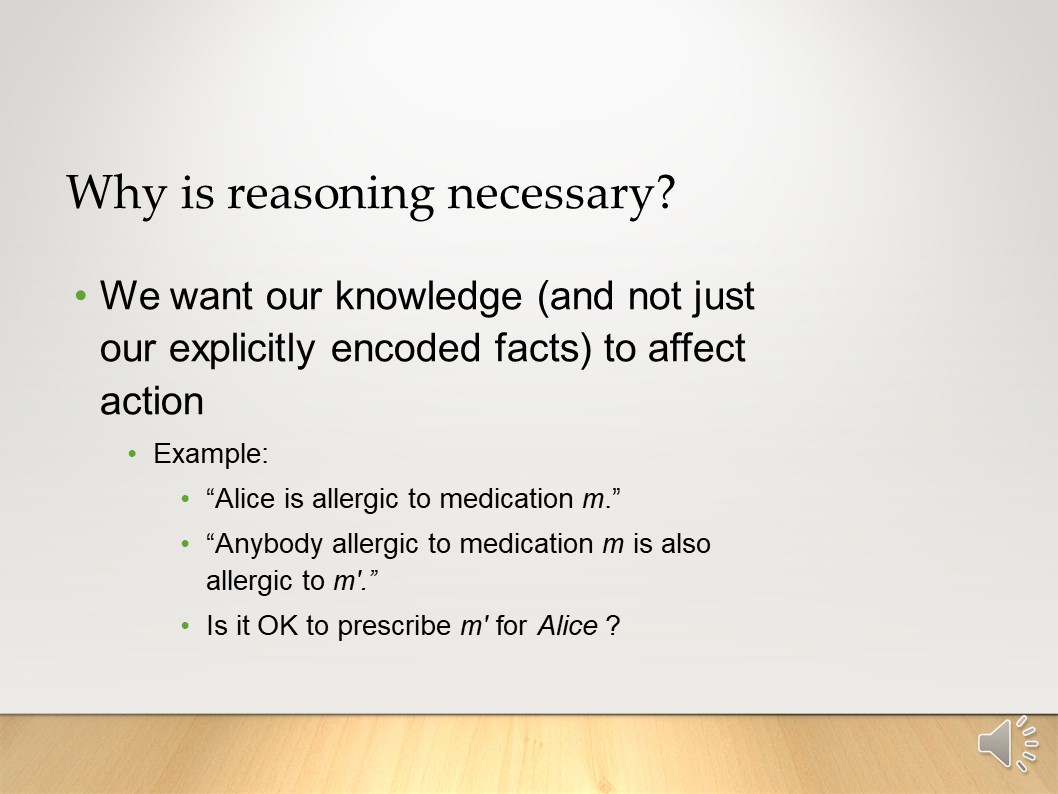 Why is reasoning necessary?
• We want our knowledge (and not just
our explicitly encoded facts) to affect
action
• Example:
• “Alice is allergic to medication m.”
• “Anybody allergic to medication m is also
allergic to m'.”
• Is it OK to prescribe m' for Alice ?